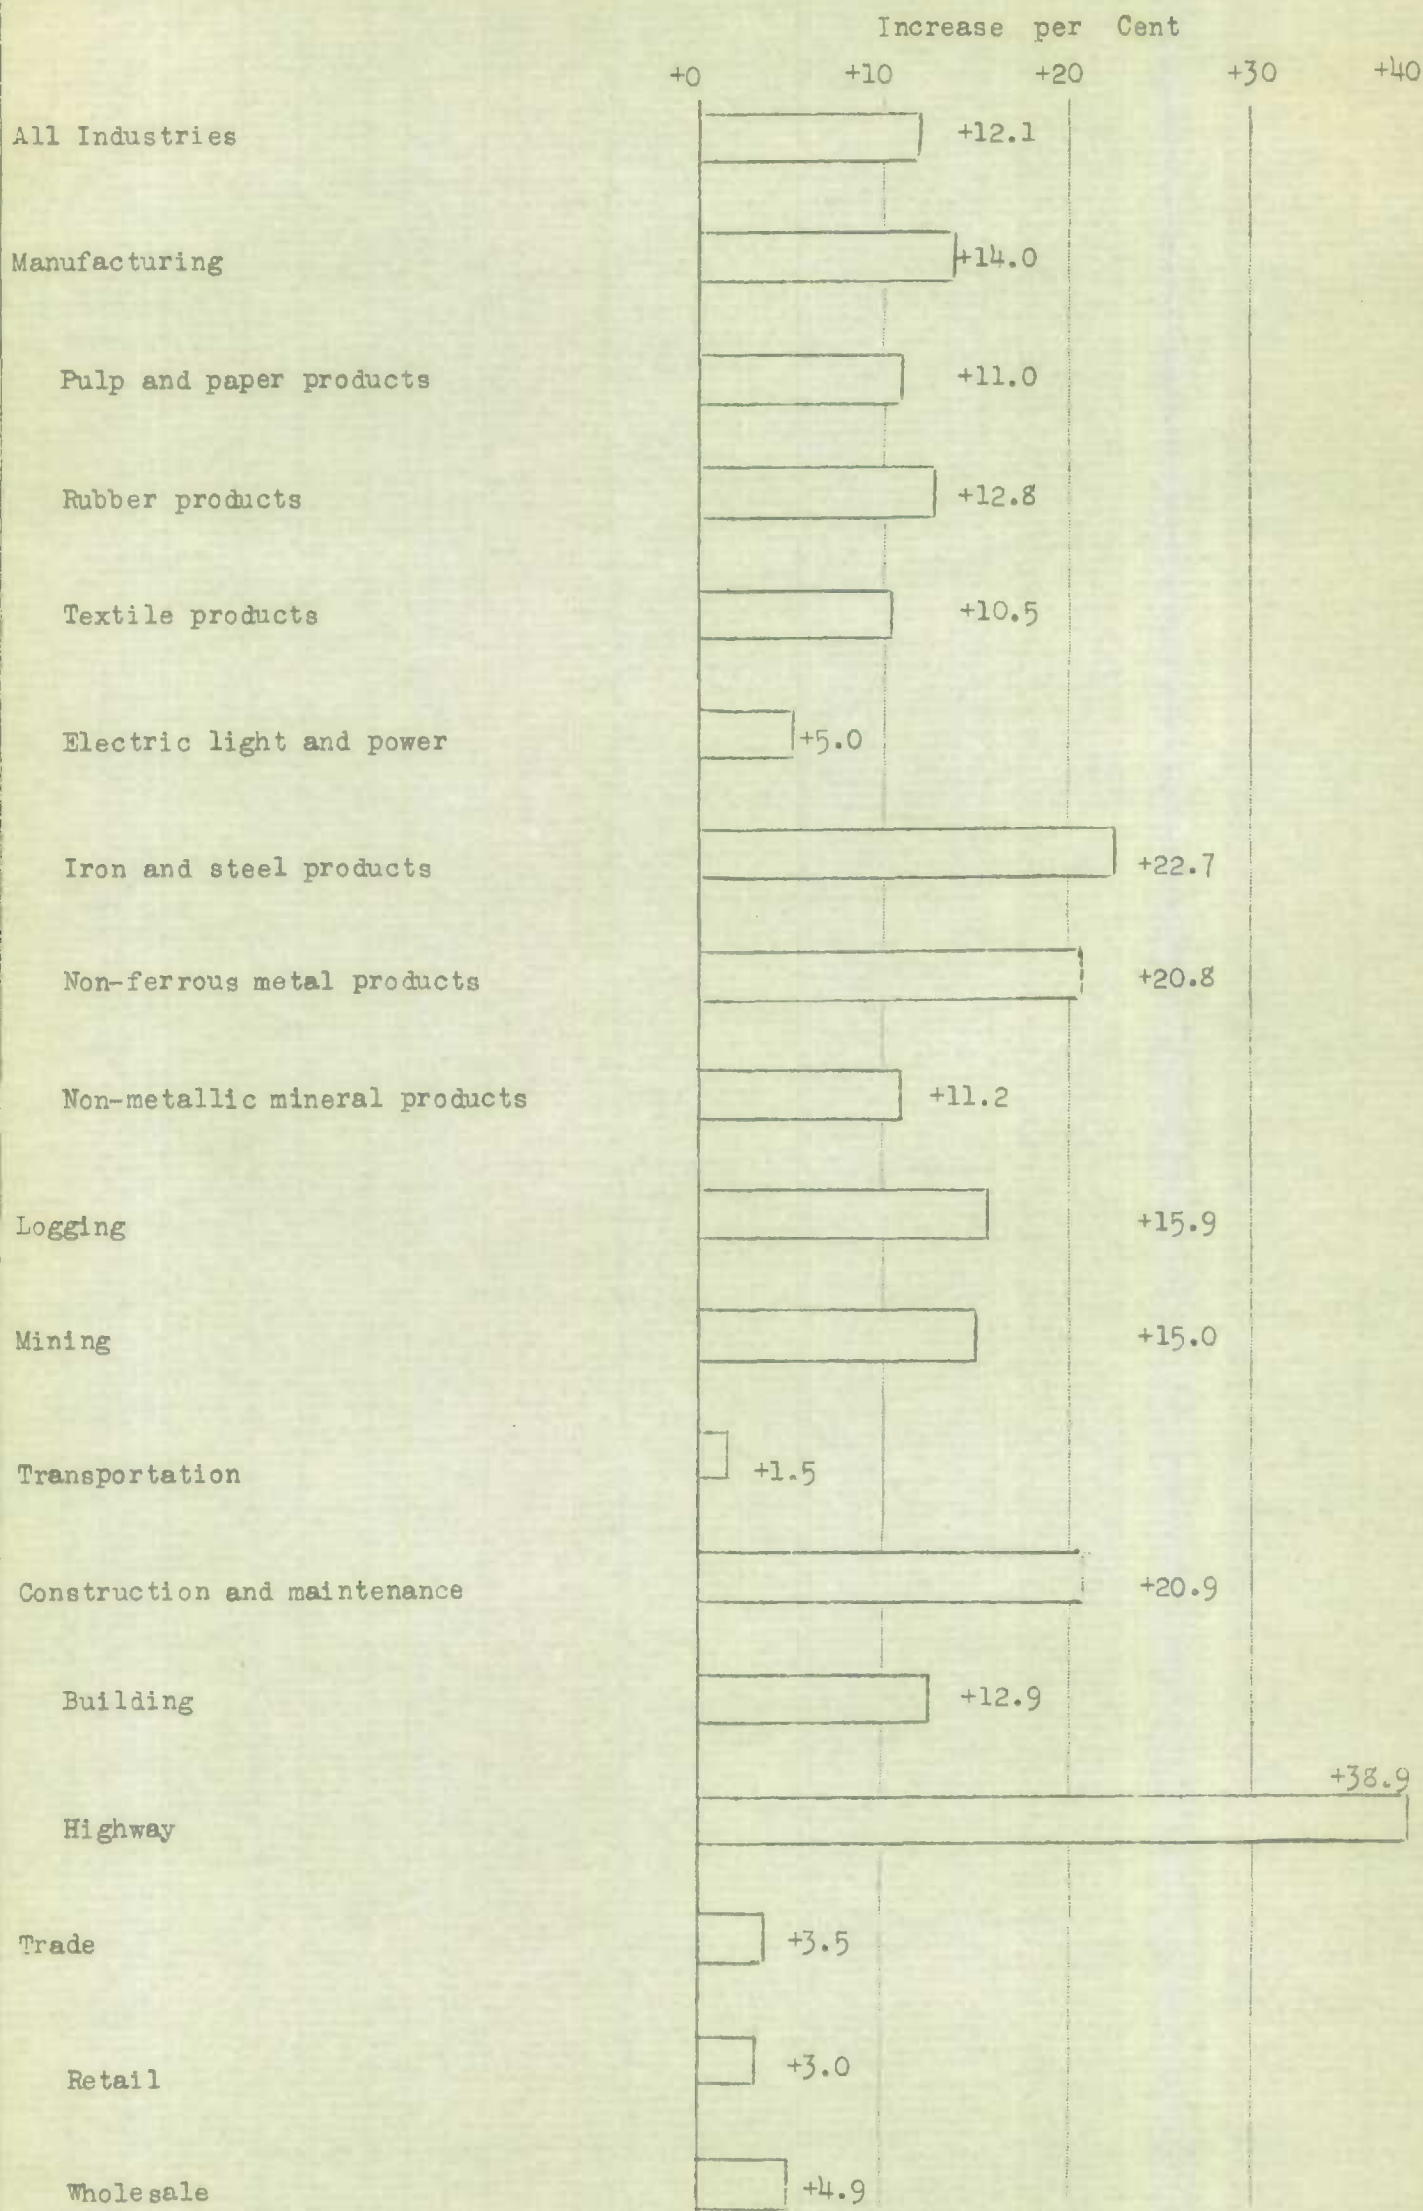 Increase per Cent
+0 +10 +20 +30 +40
All Industries +12.1
Manufacturing +14.0
Pulp and paper products +11.0
Rubber products +12.8
Textile products +10.5
Electric light and power +5.0
Iron and steel products +22.7
Non-ferrous metal products +20.8
Non-metallic mineral products +11.2
Logging +15.9
Mining +15.0
Transportation +1.5
Construction and maintenance +20.9
Building +12.9
Highway +38.9
Trade +3.5
Retail +3.0
Wholesale +4.9